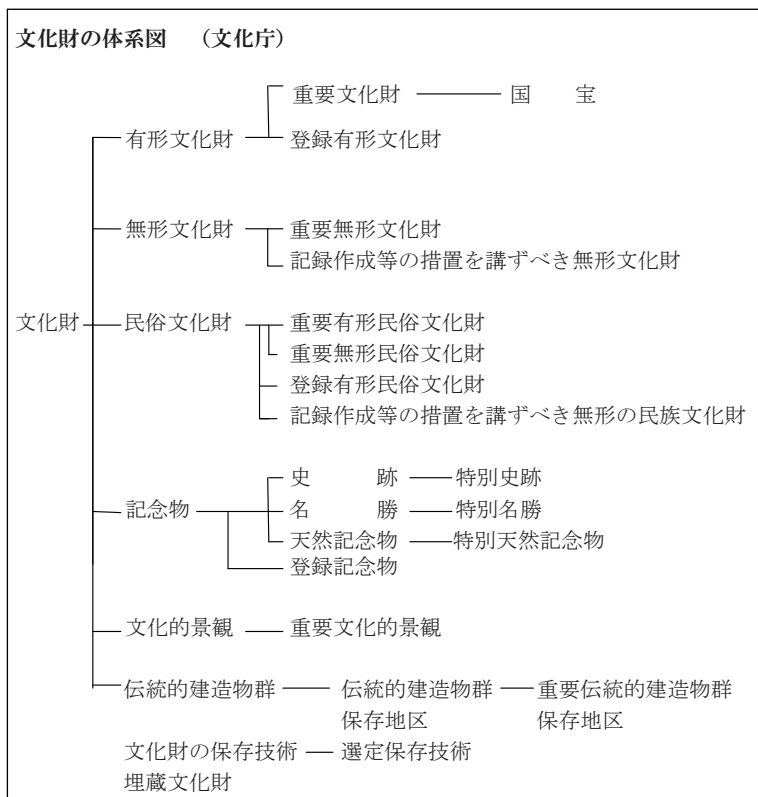 文化財の体系図　（文化庁）
重要文化財　国　宝
有形文化財　登録有形文化財
無形文化財　重要無形文化財
記録作成等の措置を講ずべき無形文化財
文化財　民俗文化財　重要有形民俗文化財
重要無形民俗文化財
登録有形民俗文化財
記録作成等の措置を講ずべき無形の民族文化財
史　跡　特別史跡
記念物　名　勝　特別名勝
天然記念物　特別天然記念物
登録記念物
文化的景観　重要文化的景観
伝統的建造物群　伝統的建造物群　重要伝統的建造物群
保存地区　保存地区
文化財の保存技術　選定保存技術
埋蔵文化財